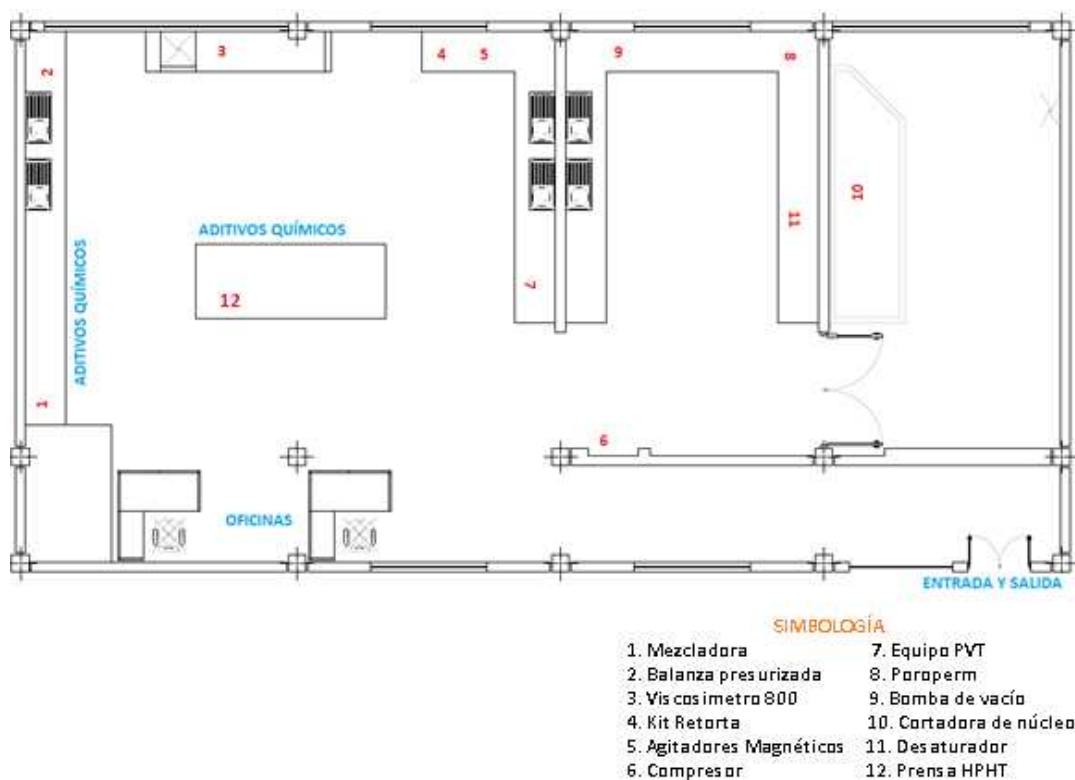 3
4
5
9
8
2
10
11
ADITIVOS QUÍMICOS
ADITIVOS QUÍMICOS
12
7
1
6
OFICINAS
ENTRADA Y SALIDA
SIMBOLOGÍA
1. Mezcladora
2. Balanza presurizada
3. Viscosimetro 800
4. Kit Retorta
5. Agitadores Magnéticos
6. Compresor
7. Equipo PVT
8. Poroperm
9. Bomba de vacío
10. Cortadora de núcleo
11. Desaturador
12. Prensa HPHT